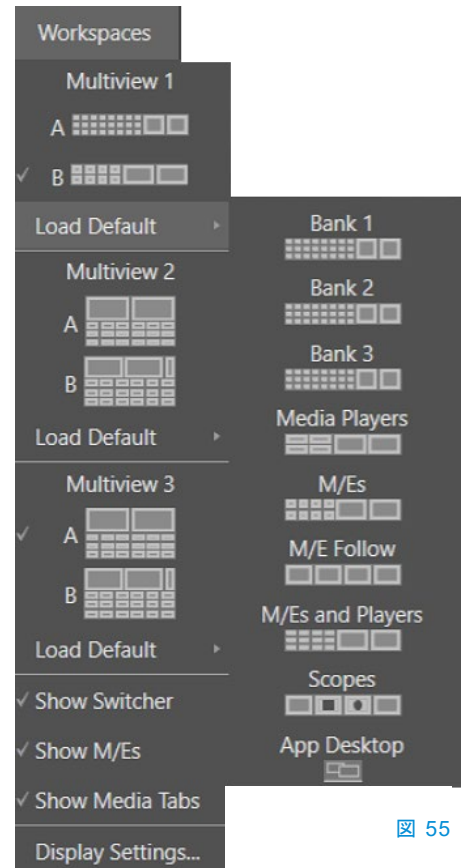 Workspaces
Multiview 1
A
B
Load Default
Multiview 2
A
B
Load Default
Multiview 3
A
B
Load Default
Show Switcher
Show M/Es
Show Media Tabs
Display Settings...
Bank 1
Bank 2
Bank 3
Media Players
M/Es
M/E Follow
M/Es and Players
Scopes
App Desktop
図 55